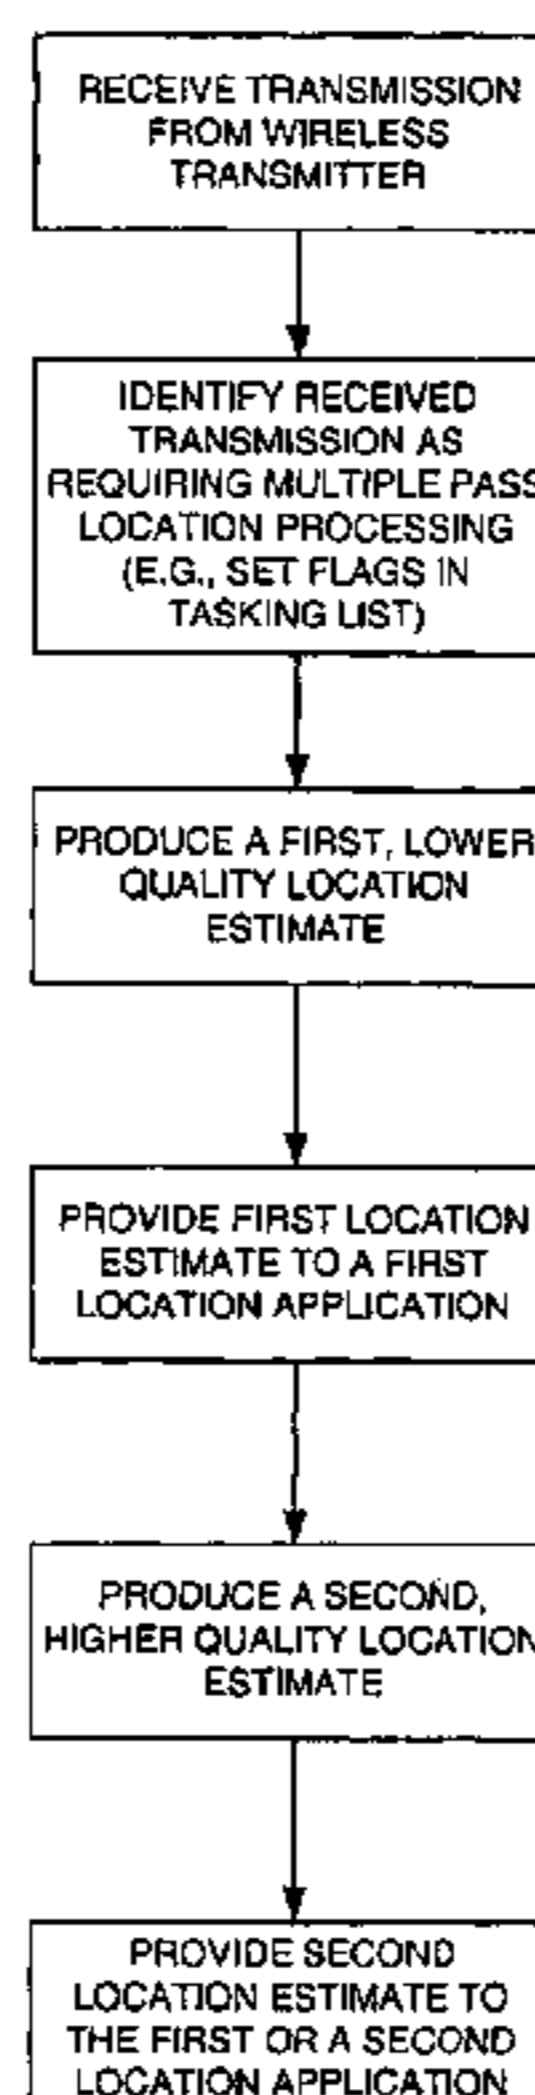 RECEIVE TRANSMISSION
FROM WIRELESS
TRANSMITTER
IDENTIFY RECEIVED
TRANSMISSION AS
REQUIRING MULTIPLE PASS
LOCATION PROCESSING
(E.G., SET FLAGS IN
TASKING LIST)
PRODUCE A FIRST, LOWER
QUALITY LOCATION
ESTIMATE
PROVIDE FIRST LOCATION
ESTIMATE TO A FIRST
LOCATION APPLICATION
PRODUCE A SECOND,
HIGHER QUALITY LOCATION
ESTIMATE
PROVIDE SECOND
LOCATION ESTIMATE TO
THE FIRST OR A SECOND
LOCATION APPLICATION